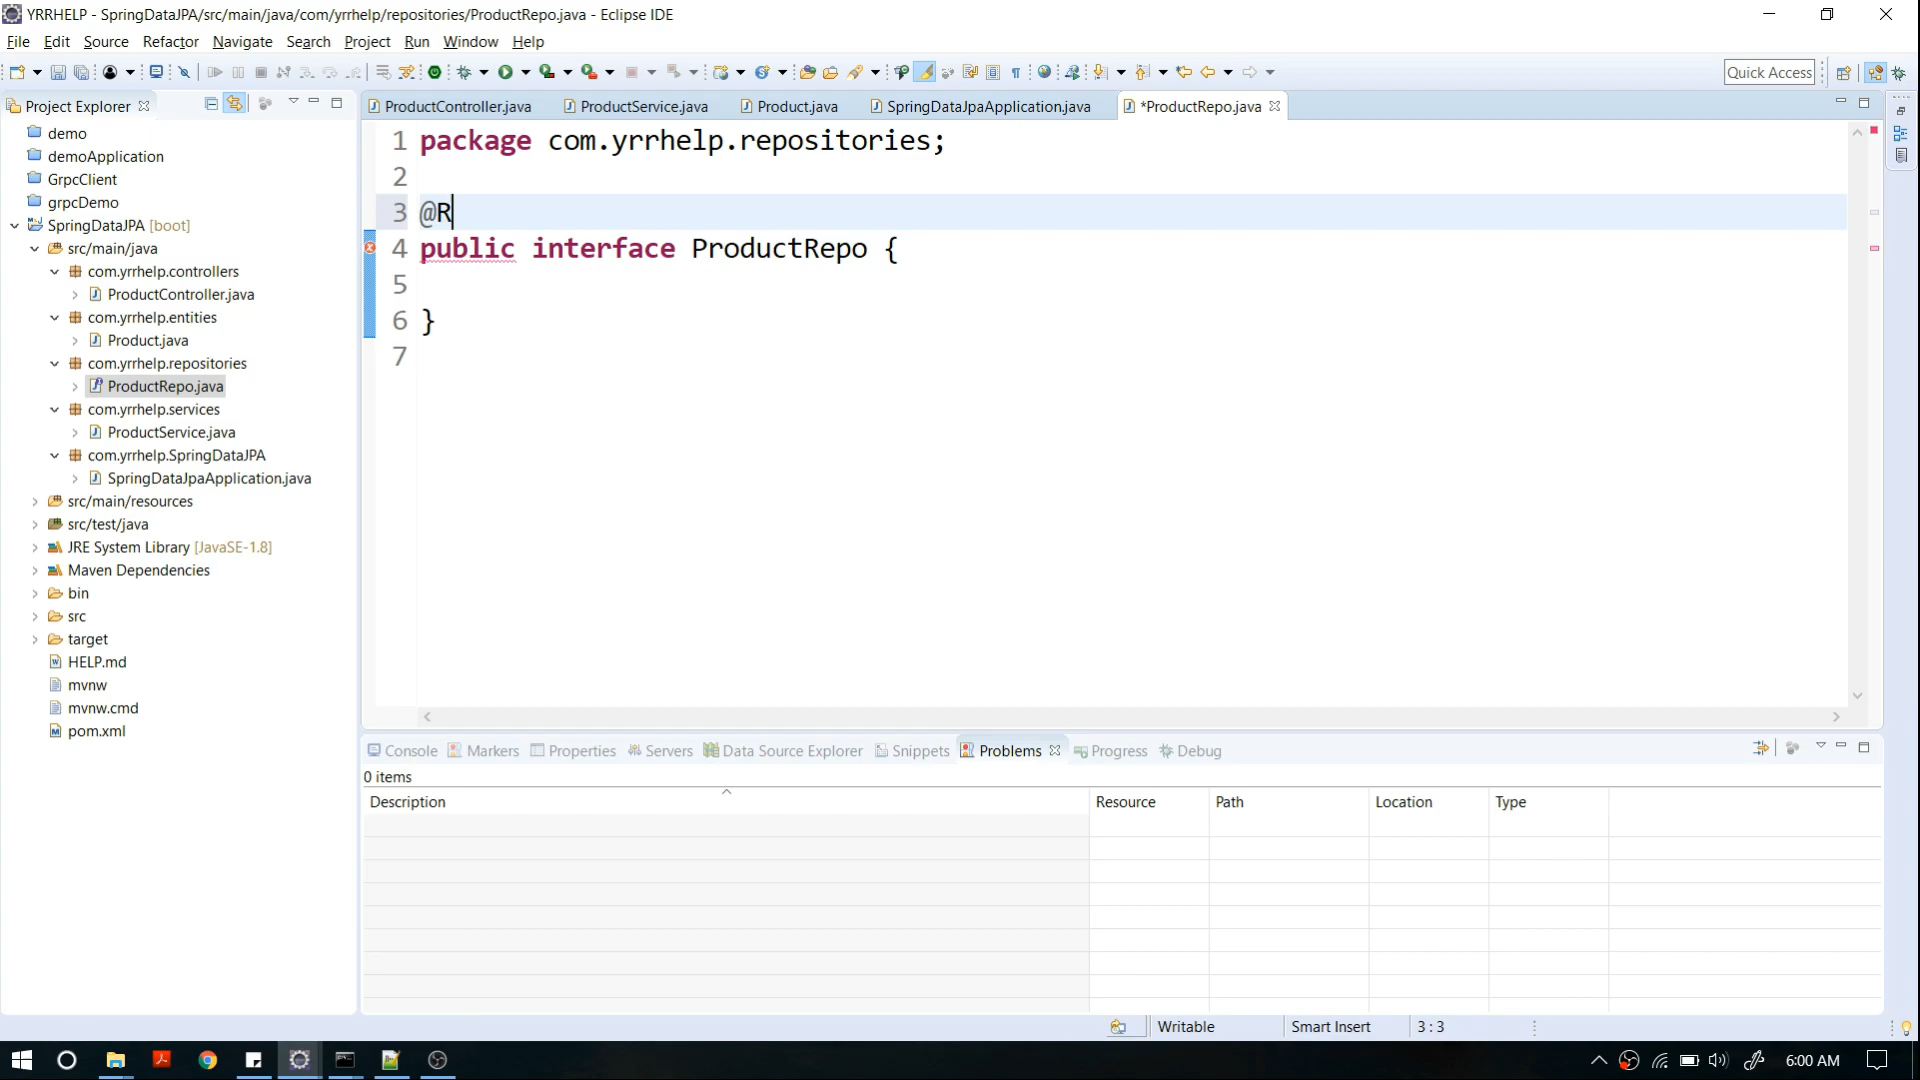 YRRHELP - SpringDataJPA/src/main/java/com/yrrhelp/repositories/ProductRepo.java - Eclipse IDE
File Edit Source Refactor Navigate Search Project Run Window Help
Quick Access
Project Explorer
demo
demoApplication
GrpcClient
grpcDemo
SpringDataJPA [boot]
src/main/java
com.yrrhelp.controllers
ProductController.java
com.yrrhelp.entities
Product.java
com.yrrhelp.repositories
ProductRepo.java
com.yrrhelp.services
ProductService.java
com.yrrhelp.SpringDataJPA
SpringDataJpaApplication.java
src/main/resources
src/test/java
JRE System Library [JavaSE-1.8]
Maven Dependencies
bin
src
target
HELP.md
mvnw
mvnw.cmd
pom.xml
ProductController.java ProductService.java Product.java SpringDataJpaApplication.java *ProductRepo.java
1 package com.yrrhelp.repositories;
2
3 @R
4 public interface ProductRepo {
5
6 }
7
Console Markers Properties Servers Data Source Explorer Snippets Problems Progress Debug
0 items
Description Resource Path Location Type
Writable Smart Insert 3 : 3
6:00 AM